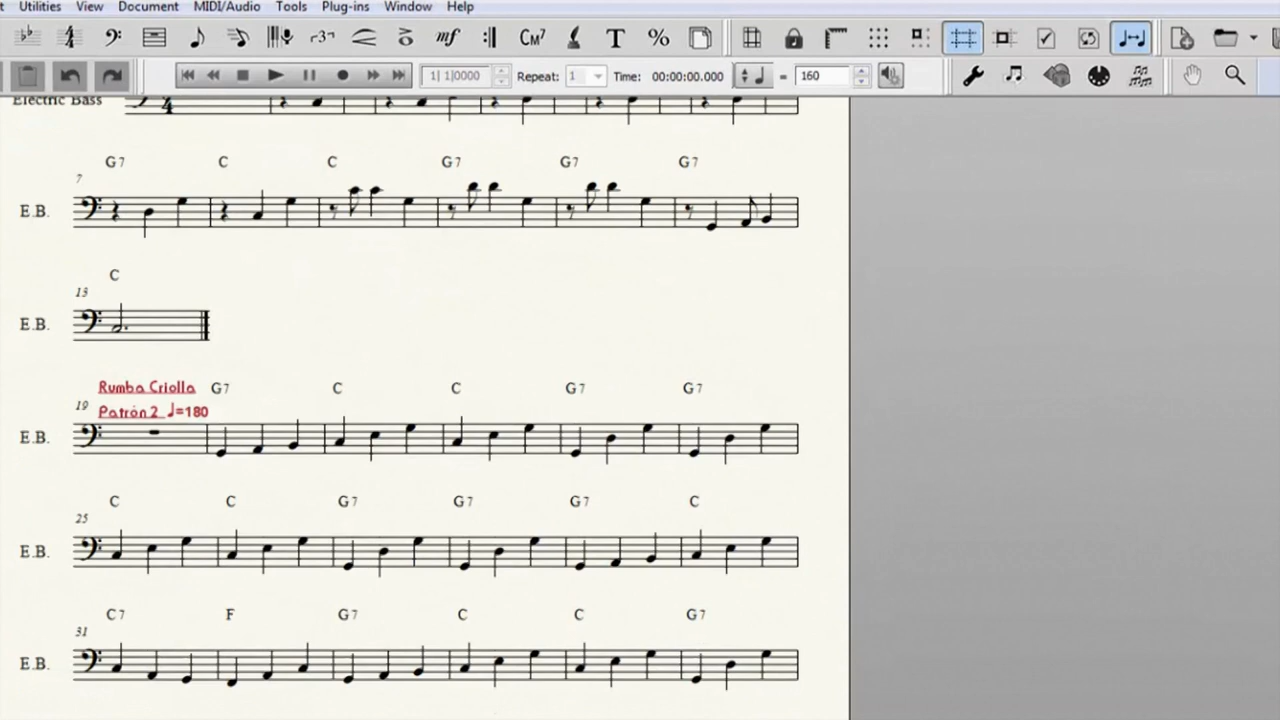 Utilities View Document MIDI/Audio Tools Plug-ins Window Help
mf CM7 T %
1| 1|0000 Repeat: 1 Time: 00:00:00.000 = 160
Electric Bass
G7 C C G7 G7 G7
7
E.B.
C
13
E.B.
Rumba Criolla G7 C C G7 G7
19 Patrón 2 ♩=180
E.B.
C C G7 G7 G7 C
25
E.B.
C7 F G7 C C G7
31
E.B.